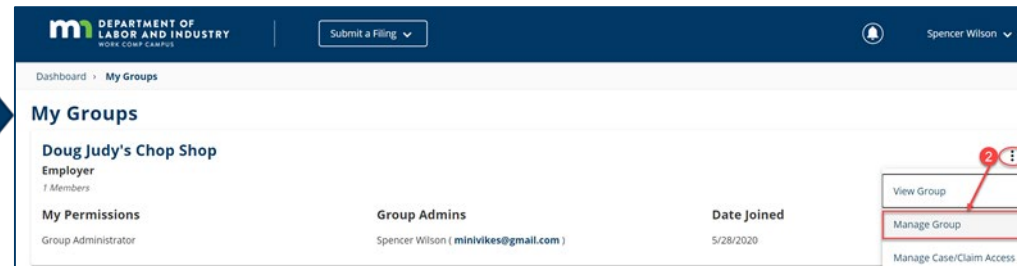 DEPARTMENT OF
LABOR AND INDUSTRY
WORK COMP CAMPUS
Submit a Filing
Spencer Wilson
Dashboard › My Groups
My Groups
Doug Judy's Chop Shop
Employer
1 Members
2
View Group
My Permissions Group Admins Date Joined
Manage Group
Group Administrator Spencer Wilson ( minivikes@gmail.com ) 5/28/2020
Manage Case/Claim Access